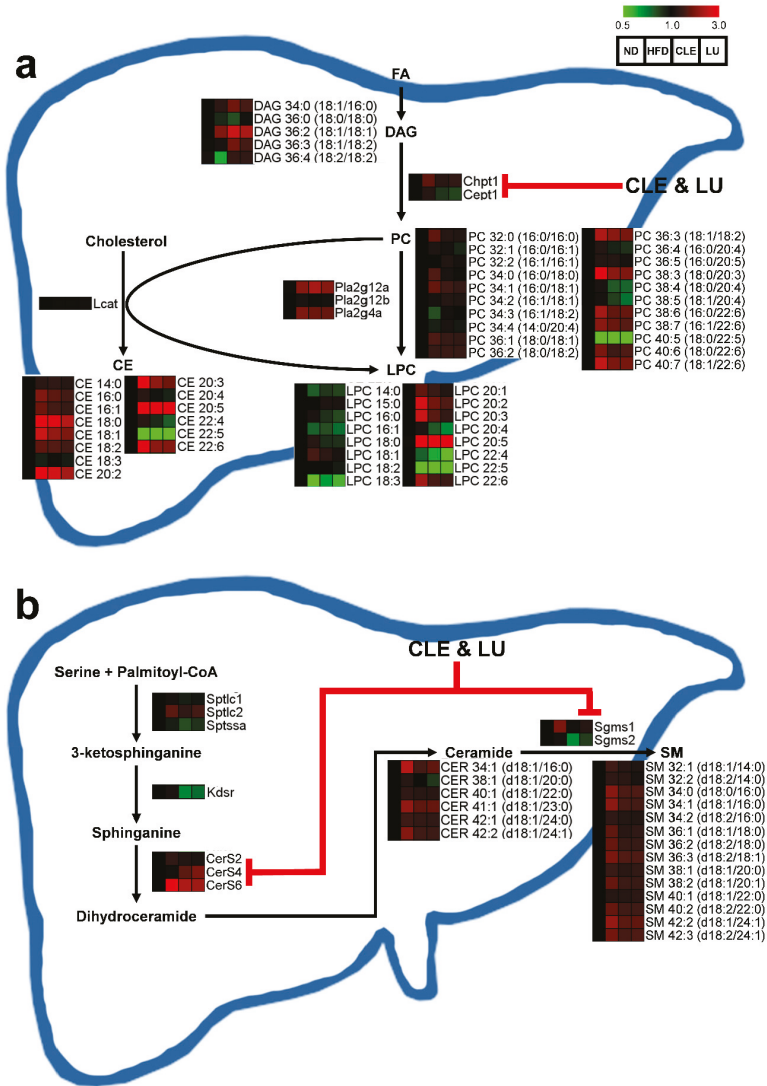 0.5 1.0 3.0
ND HFD CLE LU
a
FA
DAG 34:0 (18:1/16:0)
DAG 36:0 (18:0/18:0)
DAG 36:2 (18:1/18:1)
DAG 36:3 (18:1/18:2)
DAG 36:4 (18:2/18:2)
DAG
Chpt1
Cept1
CLE & LU
Cholesterol
PC
Lcat
Pla2g12a
Pla2g12b
Pla2g4a
PC 32:0 (16:0/16:0)
PC 32:1 (16:0/16:1)
PC 32:2 (16:1/16:1)
PC 34:0 (16:0/18:0)
PC 34:1 (16:0/18:1)
PC 34:2 (16:1/18:1)
PC 34:3 (16:1/18:2)
PC 34:4 (14:0/20:4)
PC 36:1 (18:0/18:1)
PC 36:2 (18:0/18:2)
PC 36:3 (18:1/18:2)
PC 36:4 (16:0/20:4)
PC 36:5 (16:0/20:5)
PC 38:3 (18:0/20:3)
PC 38:4 (18:0/20:4)
PC 38:5 (18:1/20:4)
PC 38:6 (16:0/22:6)
PC 38:7 (16:1/22:6)
PC 40:5 (18:0/22:5)
PC 40:6 (18:0/22:6)
PC 40:7 (18:1/22:6)
CE
CE 14:0
CE 16:0
CE 16:1
CE 18:0
CE 18:1
CE 18:2
CE 18:3
CE 20:2
CE 20:3
CE 20:4
CE 20:5
CE 22:4
CE 22:5
CE 22:6
LPC
LPC 14:0
LPC 15:0
LPC 16:0
LPC 16:1
LPC 18:0
LPC 18:1
LPC 18:2
LPC 18:3
LPC 20:1
LPC 20:2
LPC 20:3
LPC 20:4
LPC 20:5
LPC 22:4
LPC 22:5
LPC 22:6
b
CLE & LU
Serine + Palmitoyl-CoA
Sptlc1
Sptlc2
Sptssa
3-ketosphinganine
Kdsr
Sphinganine
CerS2
CerS4
CerS6
Dihydroceramide
Sgms1
Sgms2
Ceramide
CER 34:1 (d18:1/16:0)
CER 38:1 (d18:1/20:0)
CER 40:1 (d18:1/22:0)
CER 41:1 (d18:1/23:0)
CER 42:1 (d18:1/24:0)
CER 42:2 (d18:1/24:1)
SM
SM 32:1 (d18:1/14:0)
SM 32:2 (d18:2/14:0)
SM 34:0 (d18:0/16:0)
SM 34:1 (d18:1/16:0)
SM 34:2 (d18:2/16:0)
SM 36:1 (d18:1/18:0)
SM 36:2 (d18:2/18:0)
SM 36:3 (d18:2/18:1)
SM 38:1 (d18:1/20:0)
SM 38:2 (d18:1/20:1)
SM 40:1 (d18:1/22:0)
SM 40:2 (d18:2/22:0)
SM 42:2 (d18:1/24:1)
SM 42:3 (d18:2/24:1)